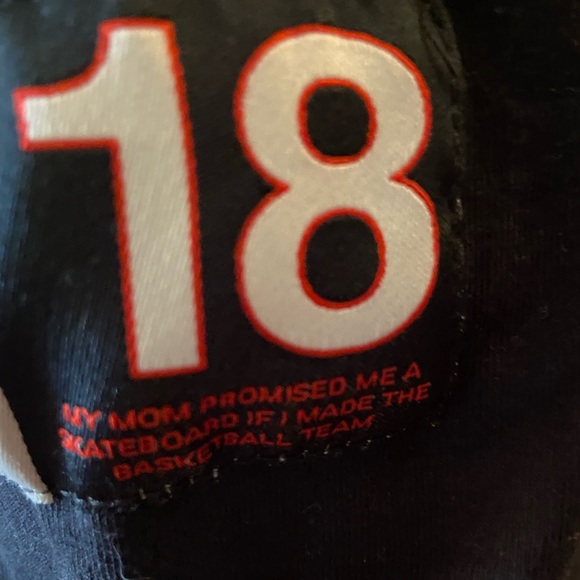 18
MY MOM PROMISED ME A
SKATEBOARD IF I MADE THE
BASKETBALL TEAM